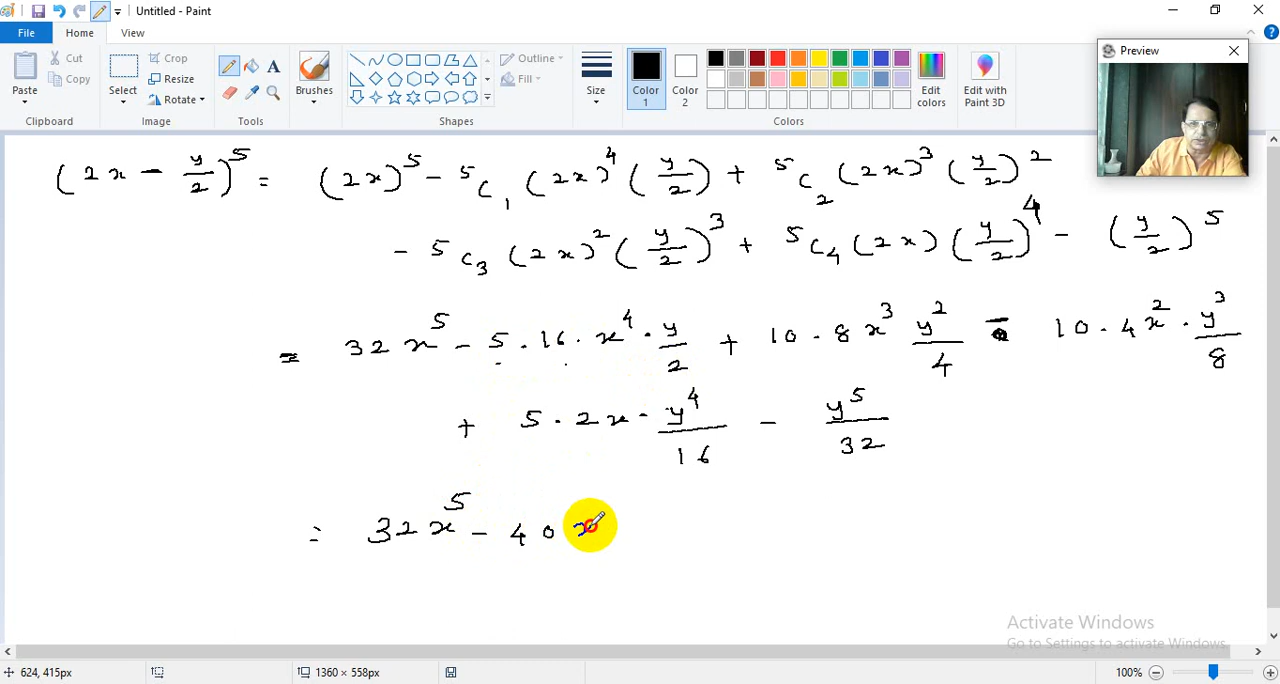 Untitled - Paint
File Home View
Paste Cut Copy Clipboard
Select Crop Resize Rotate Image
A Tools
Brushes
Outline Fill Shapes
Size
Color 1 Color 2 Edit colors Edit with Paint 3D Colors
Preview
(2x - y/2)^5 = (2x)^5 - ⁵C₁ (2x)^4 (y/2) + ⁵C₂ (2x)^3 (y/2)^2
- ⁵C₃ (2x)^2 (y/2)^3 + ⁵C₄ (2x) (y/2)^4 - (y/2)^5
= 32x^5 - 5 · 16 · x^4 · y/2 + 10 · 8x^3 y^2/4 - 10 · 4x^2 · y^3/8
+ 5 · 2x · y^4/16 - y^5/32
= 32x^5 - 40 x
Activate Windows
Go to Settings to activate Windows.
624, 415px 1360 × 558px 100%